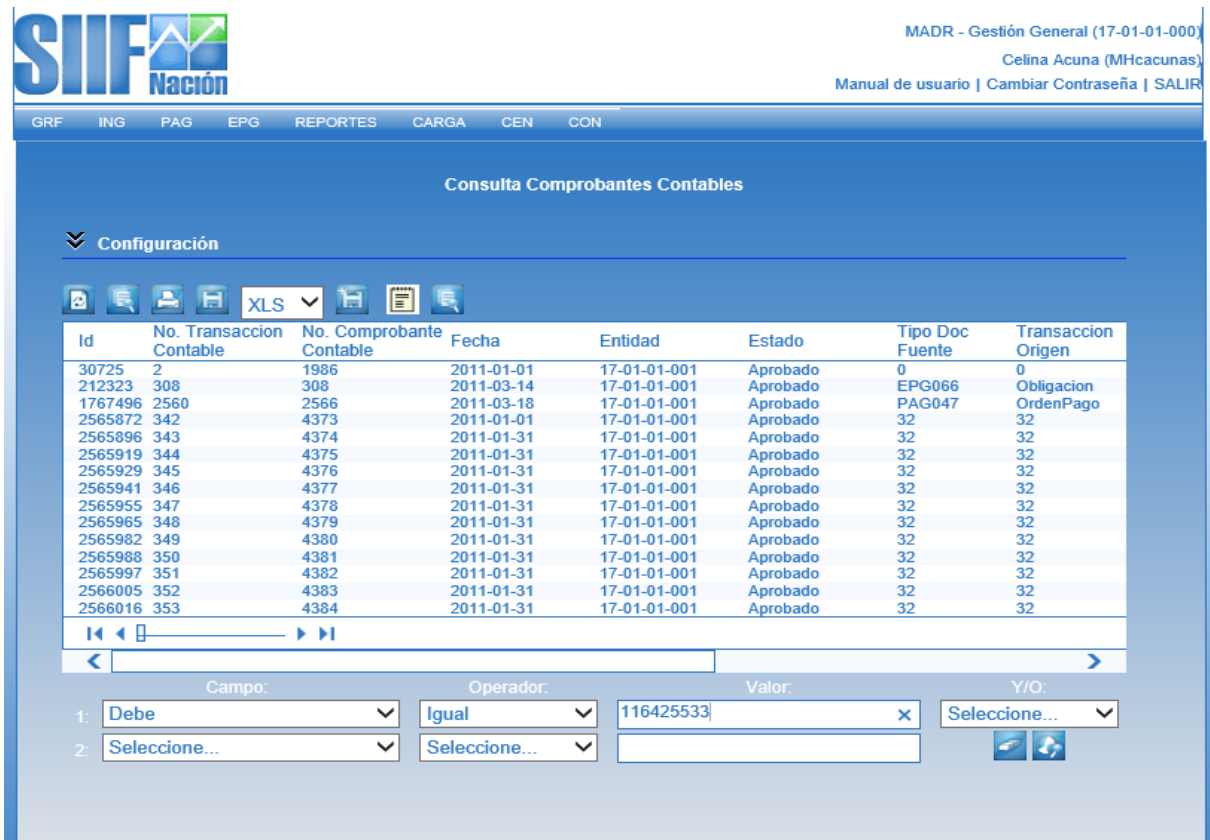 SIIF
Nación
MADR - Gestión General (17-01-01-000)
Celina Acuna (MHcacunas)
Manual de usuario | Cambiar Contraseña | SALIR
GRF ING PAG EPG REPORTES CARGA CEN CON
Consulta Comprobantes Contables
Configuración
XLS
Id No. Transaccion Contable No. Comprobante Contable Fecha Entidad Estado Tipo Doc Fuente Transaccion Origen
30725 2 1986 2011-01-01 17-01-01-001 Aprobado 0 0
212323 308 308 2011-03-14 17-01-01-001 Aprobado EPG066 Obligacion
1767496 2560 2566 2011-03-18 17-01-01-001 Aprobado PAG047 OrdenPago
2565872 342 4373 2011-01-01 17-01-01-001 Aprobado 32 32
2565896 343 4374 2011-01-31 17-01-01-001 Aprobado 32 32
2565919 344 4375 2011-01-31 17-01-01-001 Aprobado 32 32
2565929 345 4376 2011-01-31 17-01-01-001 Aprobado 32 32
2565941 346 4377 2011-01-31 17-01-01-001 Aprobado 32 32
2565955 347 4378 2011-01-31 17-01-01-001 Aprobado 32 32
2565965 348 4379 2011-01-31 17-01-01-001 Aprobado 32 32
2565982 349 4380 2011-01-31 17-01-01-001 Aprobado 32 32
2565988 350 4381 2011-01-31 17-01-01-001 Aprobado 32 32
2565997 351 4382 2011-01-31 17-01-01-001 Aprobado 32 32
2566005 352 4383 2011-01-31 17-01-01-001 Aprobado 32 32
2566016 353 4384 2011-01-31 17-01-01-001 Aprobado 32 32
Campo: Operador: Valor: Y/O:
1: Debe Igual 116425533 Seleccione...
2: Seleccione... Seleccione...